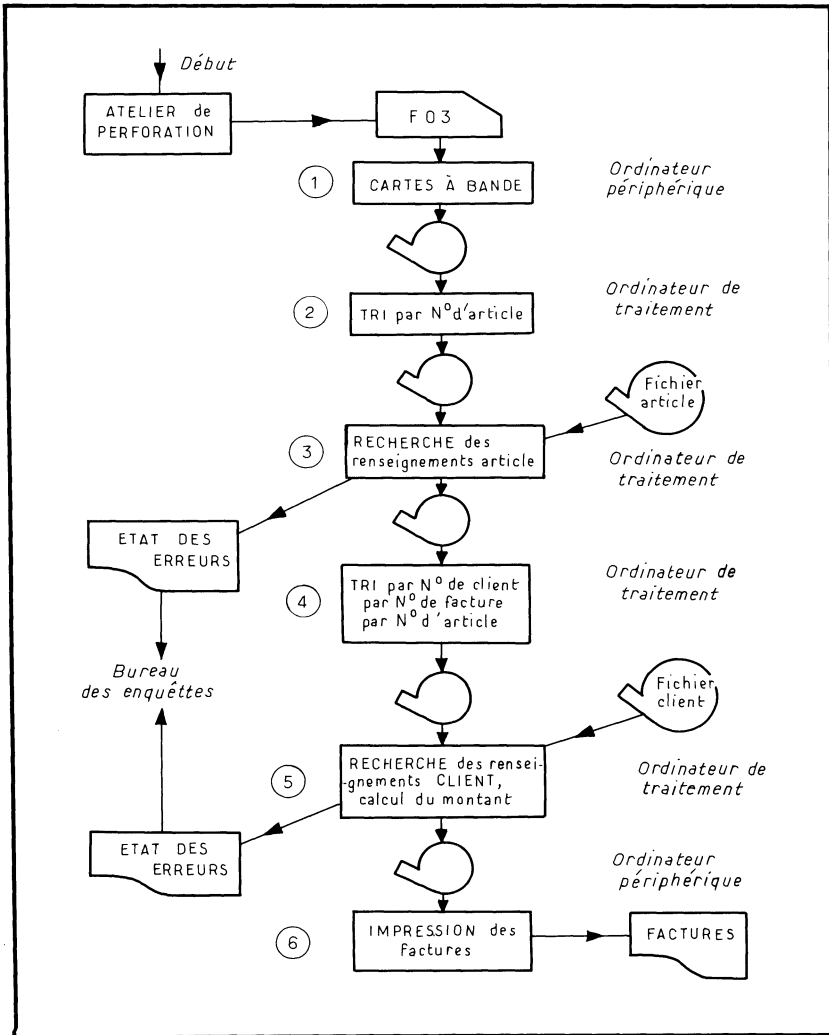 Début
ATELIER de
PERFORATION
F03
1
CARTES À BANDE
Ordinateur
périphérique
2
TRI par N° d'article
Ordinateur de
traitement
Fichier
article
3
RECHERCHE des
renseignements article
Ordinateur de
traitement
ETAT DES
ERREURS
4
TRI par N° de client
par N° de facture
par N° d'article
Ordinateur de
traitement
Bureau
des enquêttes
Fichier
client
5
RECHERCHE des rensei-
-gnements CLIENT,
calcul du montant
Ordinateur de
traitement
ETAT DES
ERREURS
Ordinateur
périphérique
6
IMPRESSION des
factures
FACTURES